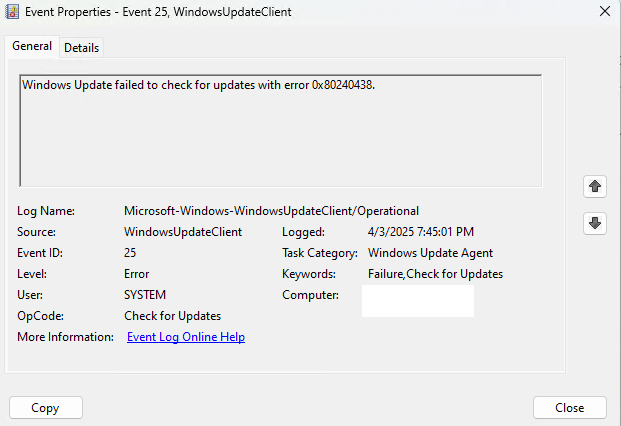 Event Properties - Event 25, WindowsUpdateClient
General Details
Windows Update failed to check for updates with error 0x80240438.
Log Name: Microsoft-Windows-WindowsUpdateClient/Operational
Source: WindowsUpdateClient Logged: 4/3/2025 7:45:01 PM
Event ID: 25 Task Category: Windows Update Agent
Level: Error Keywords: Failure,Check for Updates
User: SYSTEM Computer:
OpCode: Check for Updates
More Information: Event Log Online Help
Copy Close